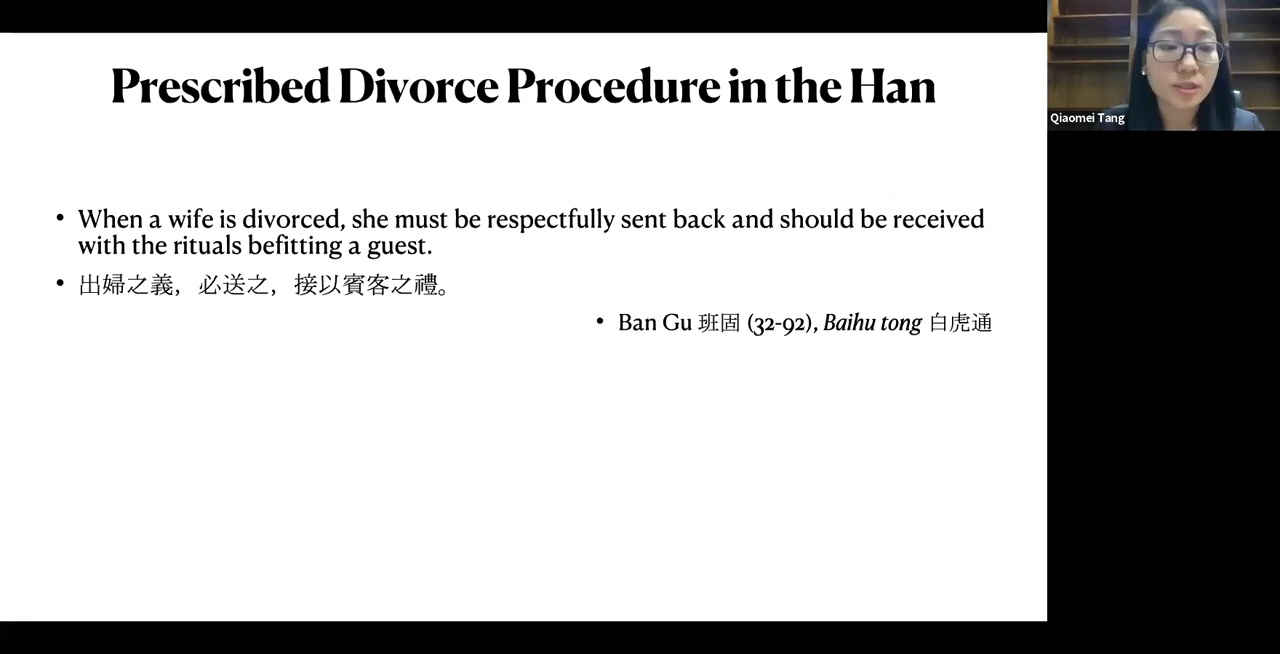 Prescribed Divorce Procedure in the Han
• When a wife is divorced, she must be respectfully sent back and should be received
with the rituals befitting a guest.
• 出婦之義，必送之，接以賓客之禮。
• Ban Gu 班固 (32-92), Baihu tong 白虎通
Qiaomei Tang